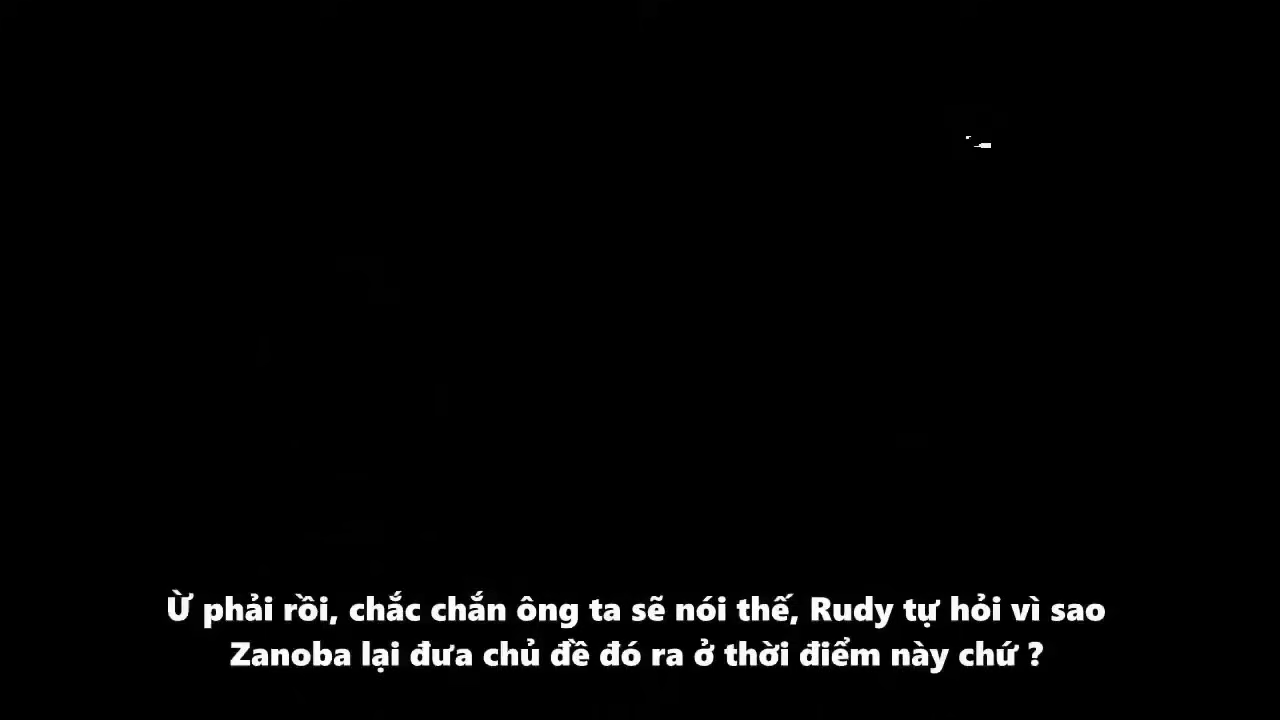 Ừ phải rồi, chắc chắn ông ta sẽ nói thế, Rudy tự hỏi vì sao
Zanoba lại đưa chủ đề đó ra ở thời điểm này chứ ?